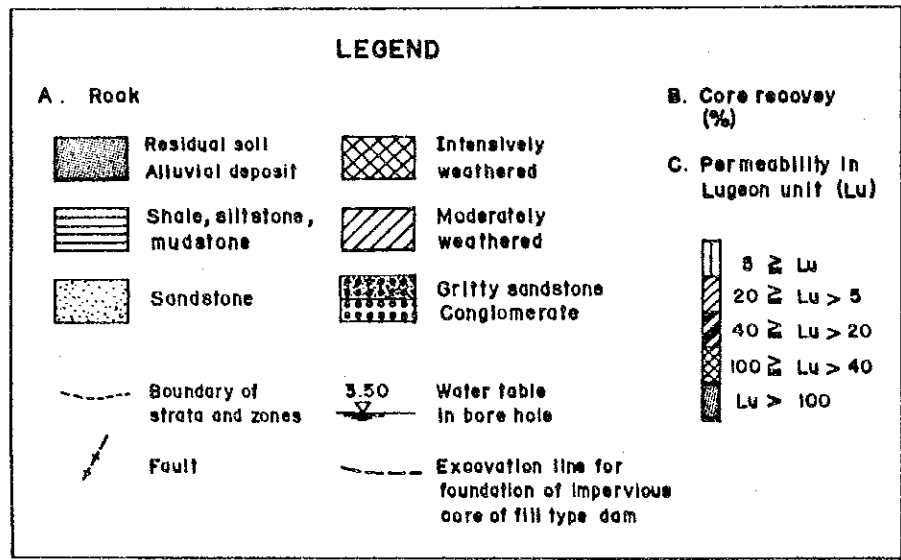 LEGEND
A. Rock
Residual soil
Alluvial deposit
Shale, siltstone,
mudstone
Sandstone
Boundary of
strata and zones
Fault
Intensively
weathered
Moderately
weathered
Gritty sandstone
Conglomerate
3.50
Water table
in bore hole
Excavation line for
foundation of impervious
core of fill type dam
B. Core recovey
(%)
C. Permeability in
Lugeon unit (Lu)
5 ≧ Lu
20 ≧ Lu > 5
40 ≧ Lu > 20
100 ≧ Lu > 40
Lu > 100